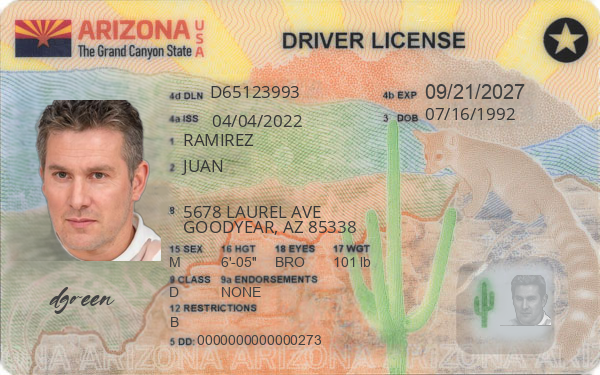 ARIZONA USA
The Grand Canyon State
DRIVER LICENSE
4d DLN D65123993
4b EXP 09/21/2027
4a ISS 04/04/2022
3 DOB 07/16/1992
1 RAMIREZ
2 JUAN
8 5678 LAUREL AVE
GOODYEAR, AZ 85338
15 SEX 16 HGT 18 EYES 17 WGT
M 6'-05" BRO 101 lb
9 CLASS 9a ENDORSEMENTS
D NONE
12 RESTRICTIONS
B
dgreen
5 DD: 0000000000000273
ARIZONA ARIZONA ARIZONA ARIZONA